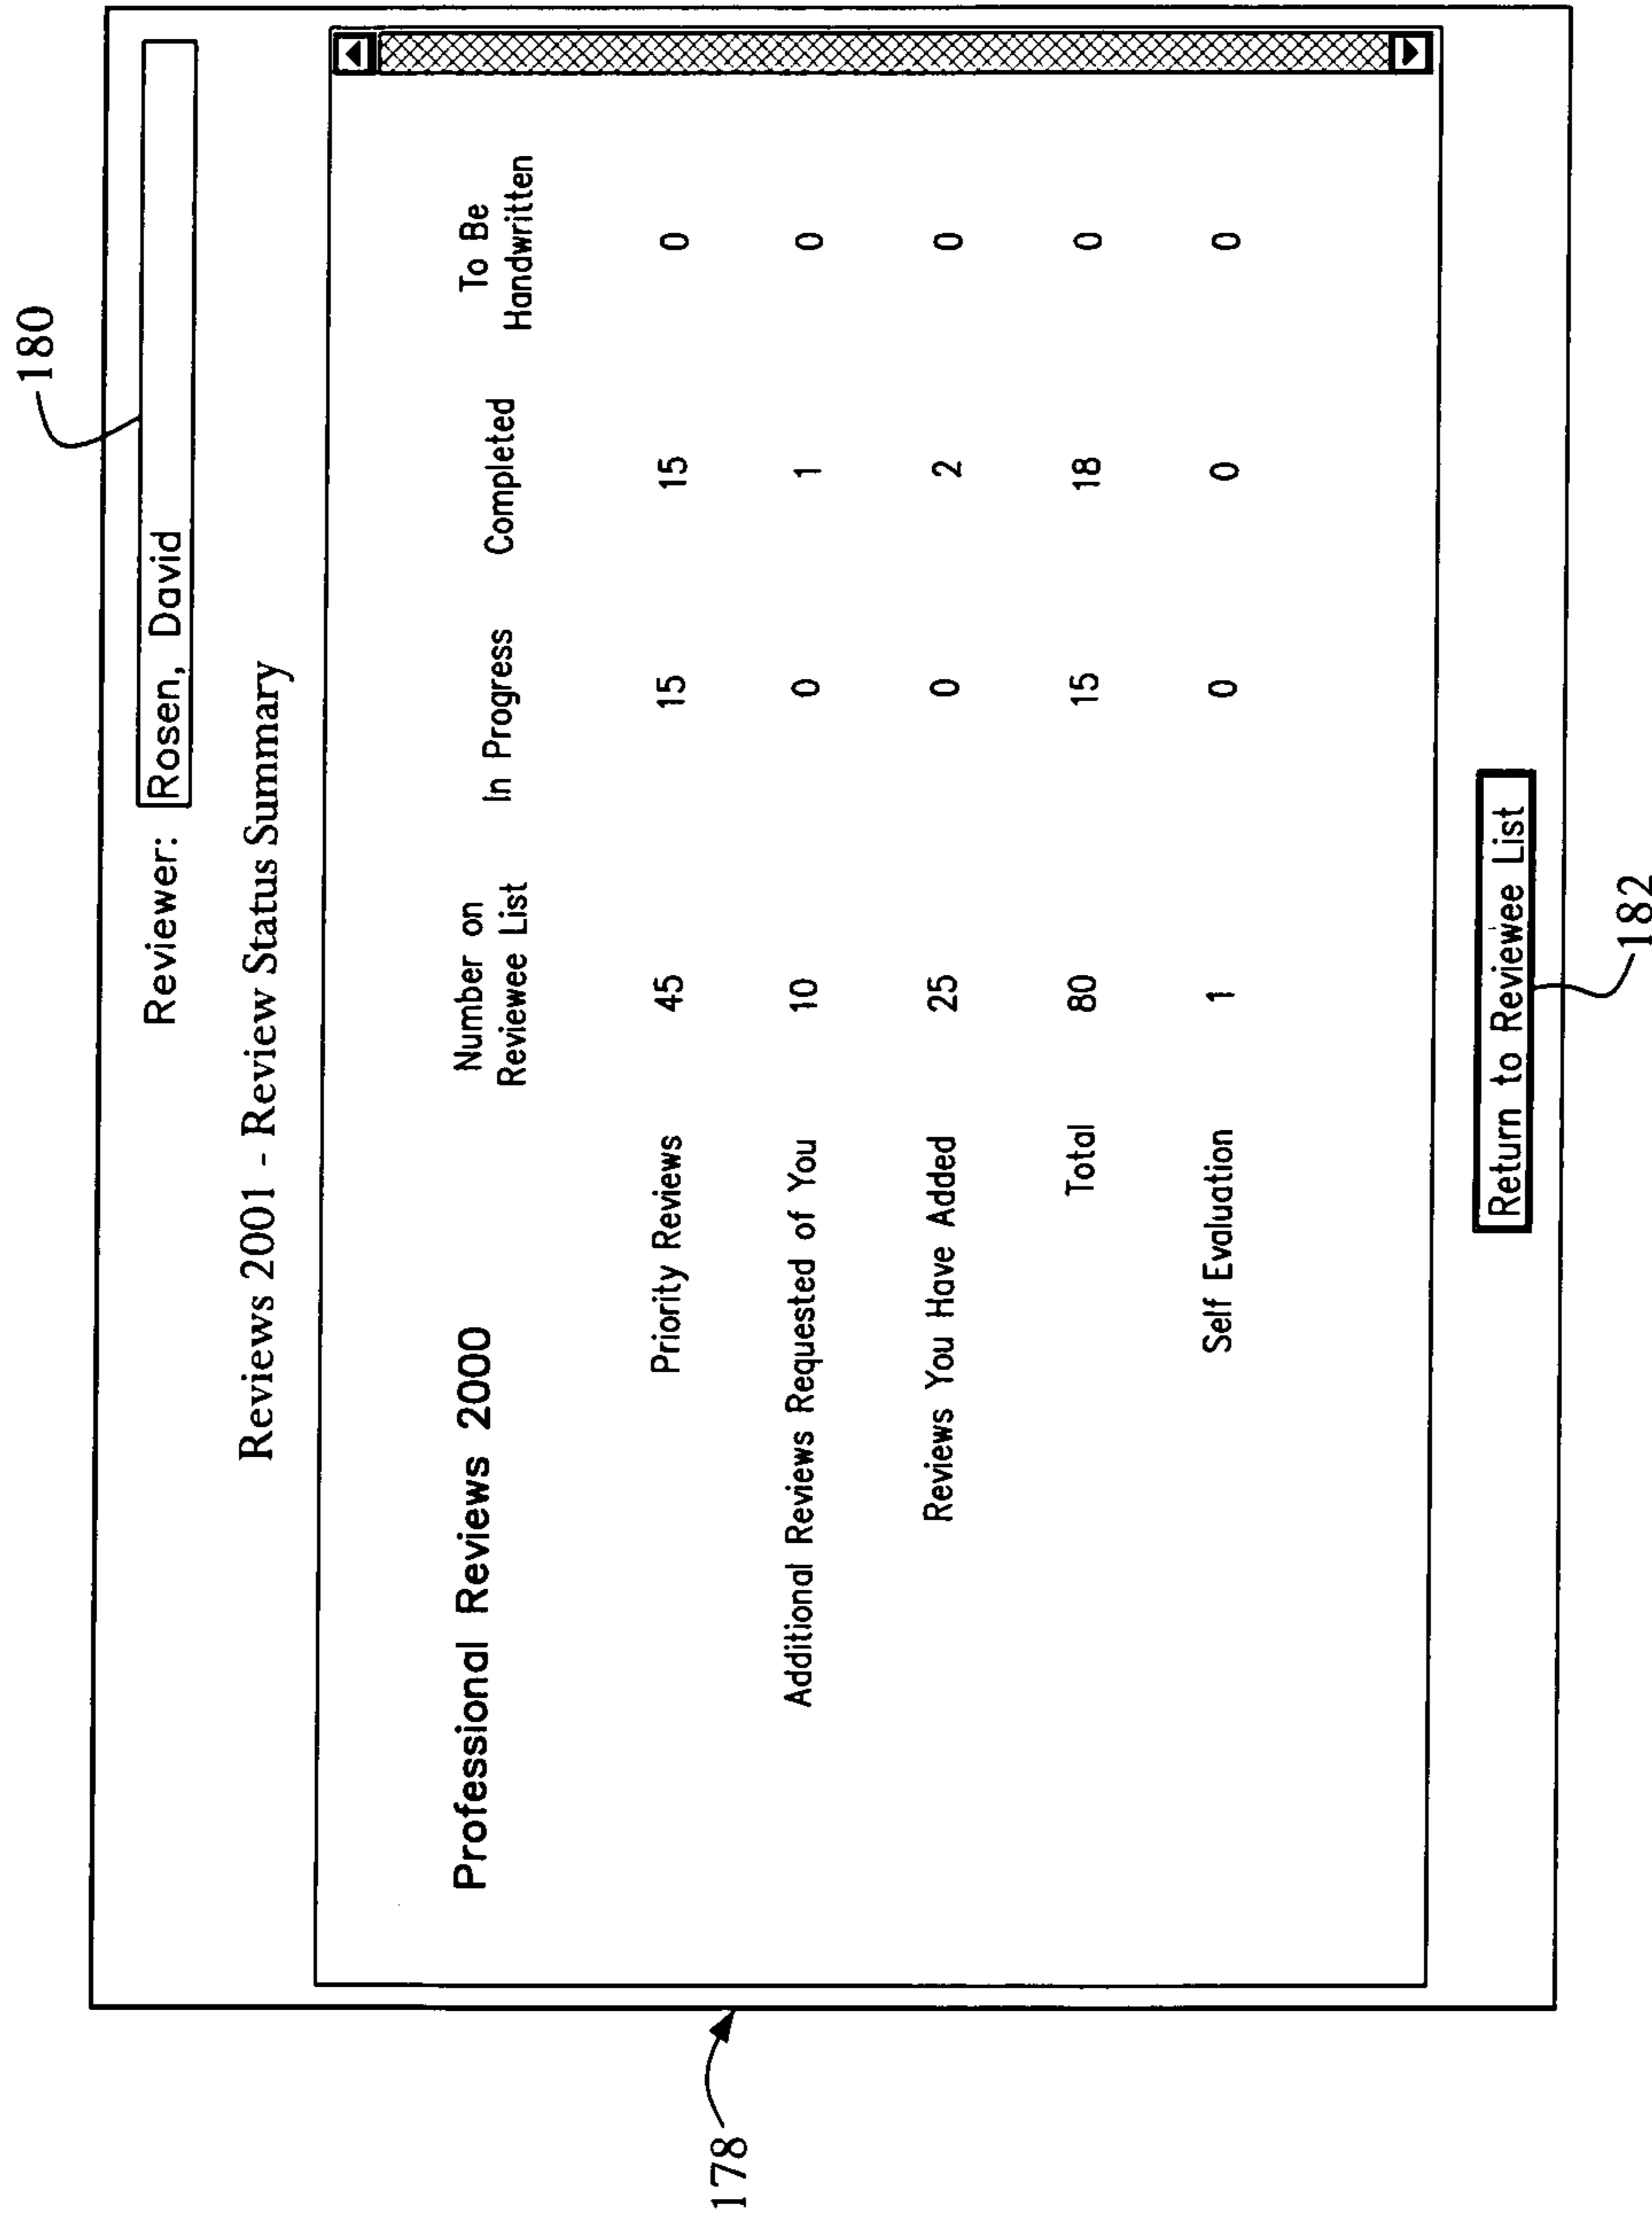 180
Reviewer: Rosen, David
Reviews 2001 - Review Status Summary
Professional Reviews 2000 Number on Reviewee List In Progress Completed To Be Handwritten
Priority Reviews 45 15 15 0
Additional Reviews Requested of You 10 0 1 0
Reviews You Have Added 25 0 2 0
Total 80 15 18 0
Self Evaluation 1 0 0 0
Return to Reviewee List
178
182